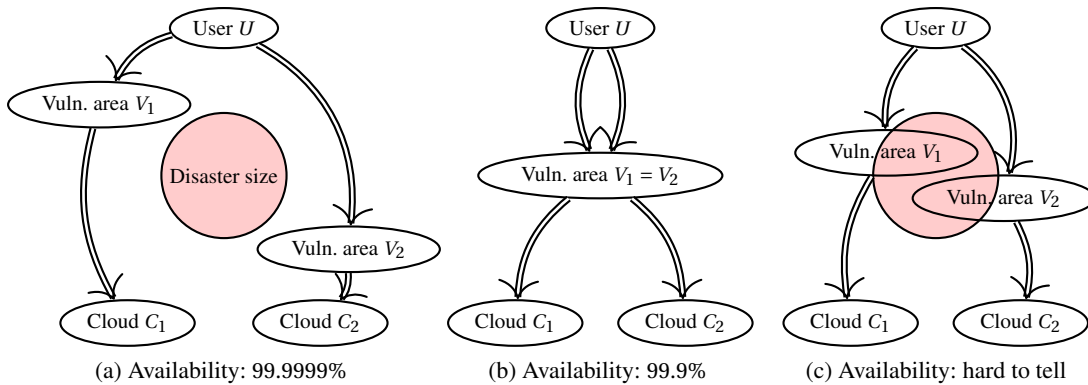 User U
Vuln. area V1
Disaster size
Vuln. area V2
Cloud C1
Cloud C2
(a) Availability: 99.9999%
User U
Vuln. area V1 = V2
Cloud C1
Cloud C2
(b) Availability: 99.9%
User U
Vuln. area V1
Vuln. area V2
Cloud C1
Cloud C2
(c) Availability: hard to tell